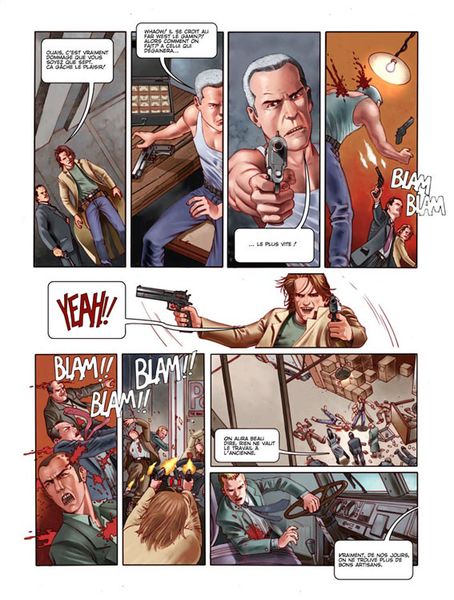 OUAIS, C'EST VRAIMENT
DOMMAGE QUE VOUS
SOYEZ QUE SEPT.
ÇA GÂCHE LE PLAISIR!
WHAOW! IL SE CROIT AU
FAR WEST LE GAMIN?!
ALORS COMMENT ON
FAIT? A CELUI QUI
DÉGAINERA...
... LE PLUS VITE !
BLAM
BLAM
YEAH!!
BLAM!!
BLAM!!
BLAM!!
ON AURA BEAU
DIRE, RIEN NE VAUT
LE TRAVAIL À
L'ANCIENNE.
VRAIMENT, DE NOS JOURS,
ON NE TROUVE PLUS DE
BONS ARTISANS.